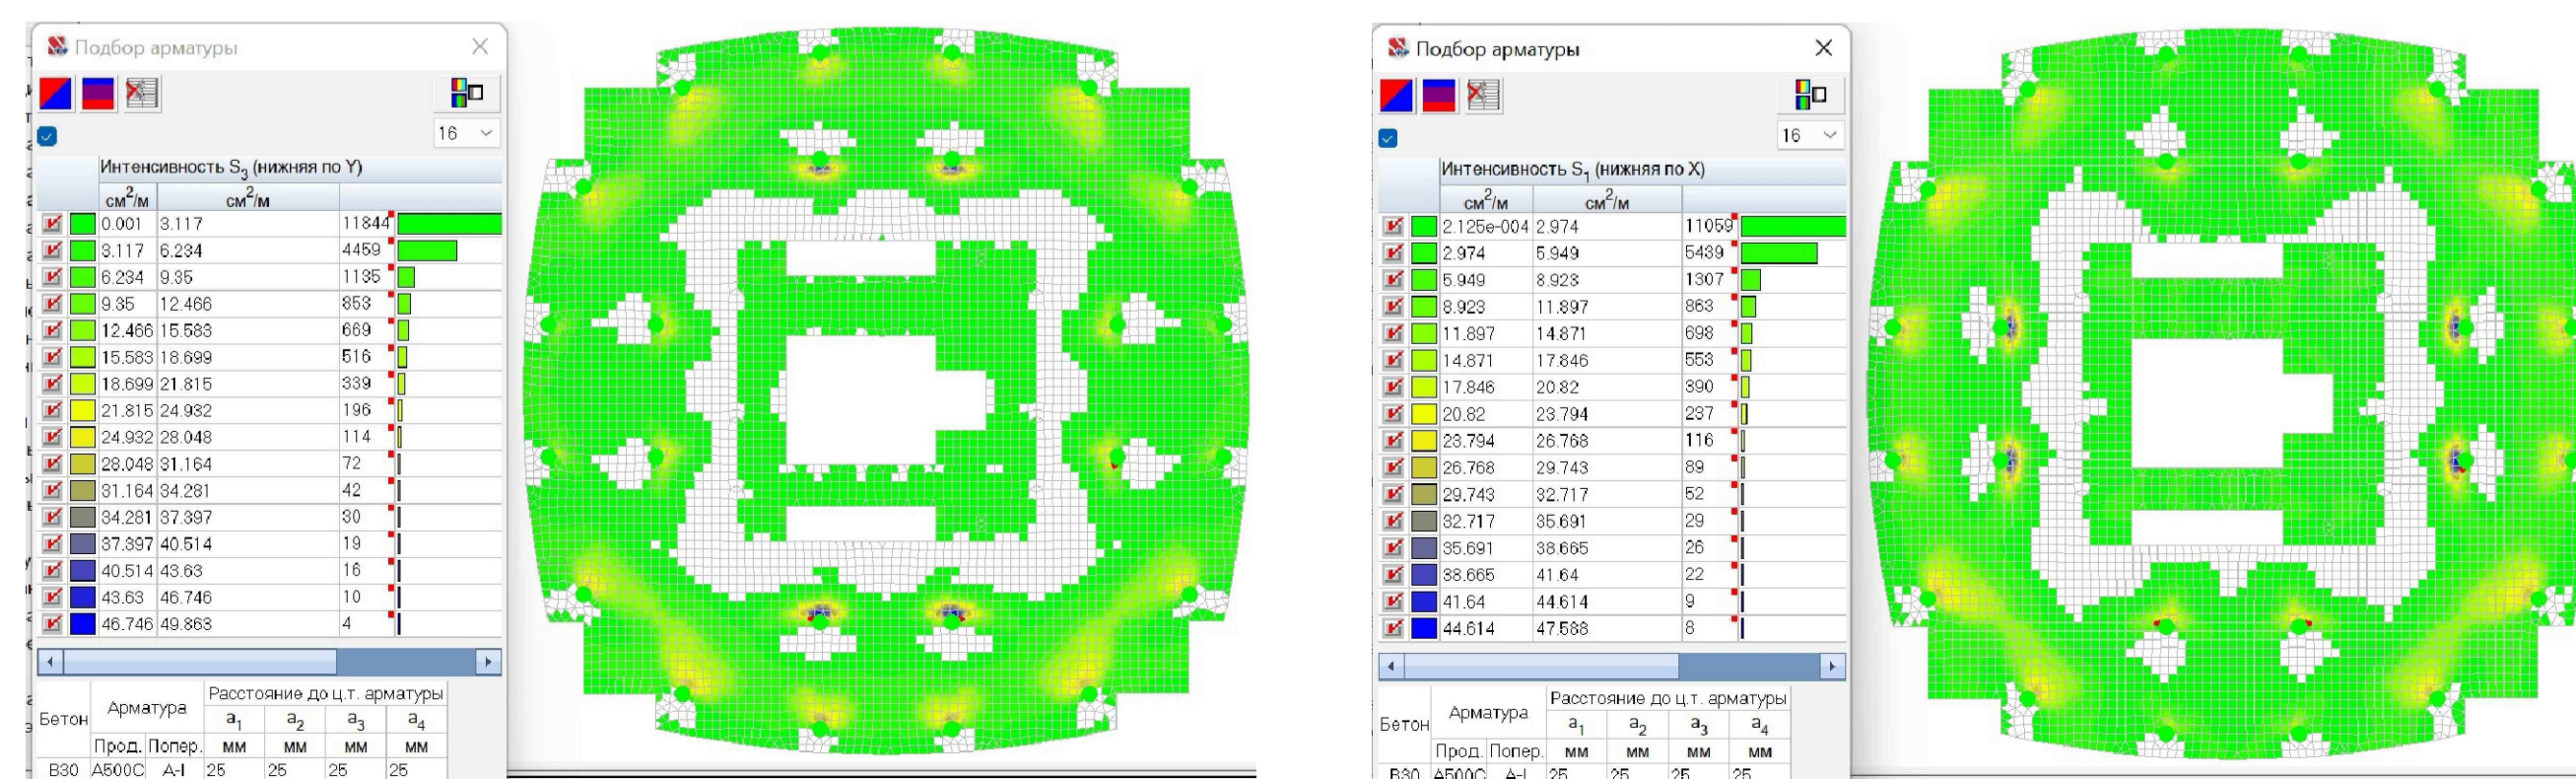 Подбор арматуры
16
Интенсивность S3 (нижняя по Y)
см2/м см2/м
0.001 3.117 11844
3.117 6.234 4459
6.234 9.35 1135
9.35 12.466 853
12.466 15.583 669
15.583 18.699 516
18.699 21.815 339
21.815 24.932 196
24.932 28.048 114
28.048 31.164 72
31.164 34.281 42
34.281 37.397 30
37.397 40.514 19
40.514 43.63 16
43.63 46.746 10
46.746 49.863 4
Бетон Арматура Расстояние до ц.т. арматуры
a1 a2 a3 a4
Прод. Попер. мм мм мм мм
B30 A500C A-I 25 25 25 25
Подбор арматуры
16
Интенсивность S1 (нижняя по X)
см2/м см2/м
2.125e-004 2.974 11059
2.974 5.949 5439
5.949 8.923 1307
8.923 11.897 863
11.897 14.871 698
14.871 17.846 553
17.846 20.82 390
20.82 23.794 237
23.794 26.768 116
26.768 29.743 89
29.743 32.717 52
32.717 35.691 29
35.691 38.665 26
38.665 41.64 22
41.64 44.614 9
44.614 47.588 8
Бетон Арматура Расстояние до ц.т. арматуры
a1 a2 a3 a4
Прод. Попер. мм мм мм мм
B30 A500C A-I 25 25 25 25